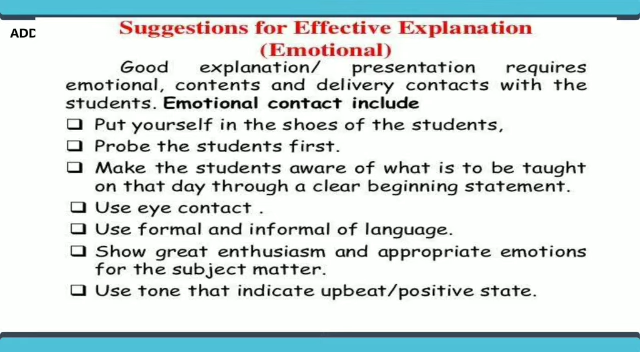 Suggestions for Effective Explanation
ADD
(Emotional)
Good explanation/ presentation requires
emotional, contents and delivery contacts with the
students. Emotional contact include
❑ Put yourself in the shoes of the students,
❑ Probe the students first.
❑ Make the students aware of what is to be taught
on that day through a clear beginning statement.
❑ Use eye contact .
❑ Use formal and informal of language.
❑ Show great enthusiasm and appropriate emotions
for the subject matter.
❑ Use tone that indicate upbeat/positive state.